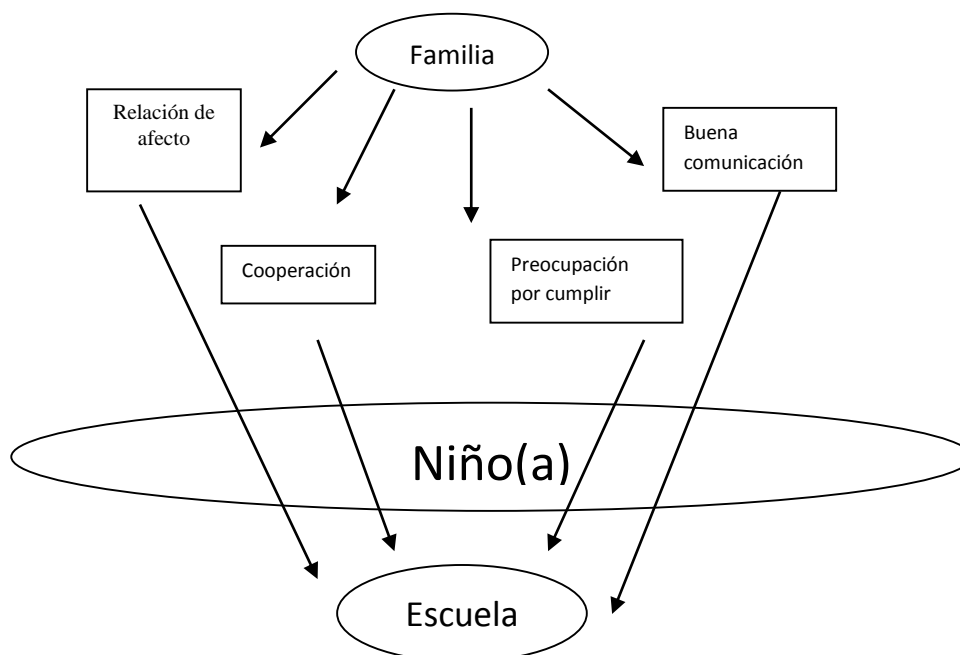 Familia
Relación de
afecto
Buena
comunicación
Cooperación
Preocupación
por cumplir
Niño(a)
Escuela